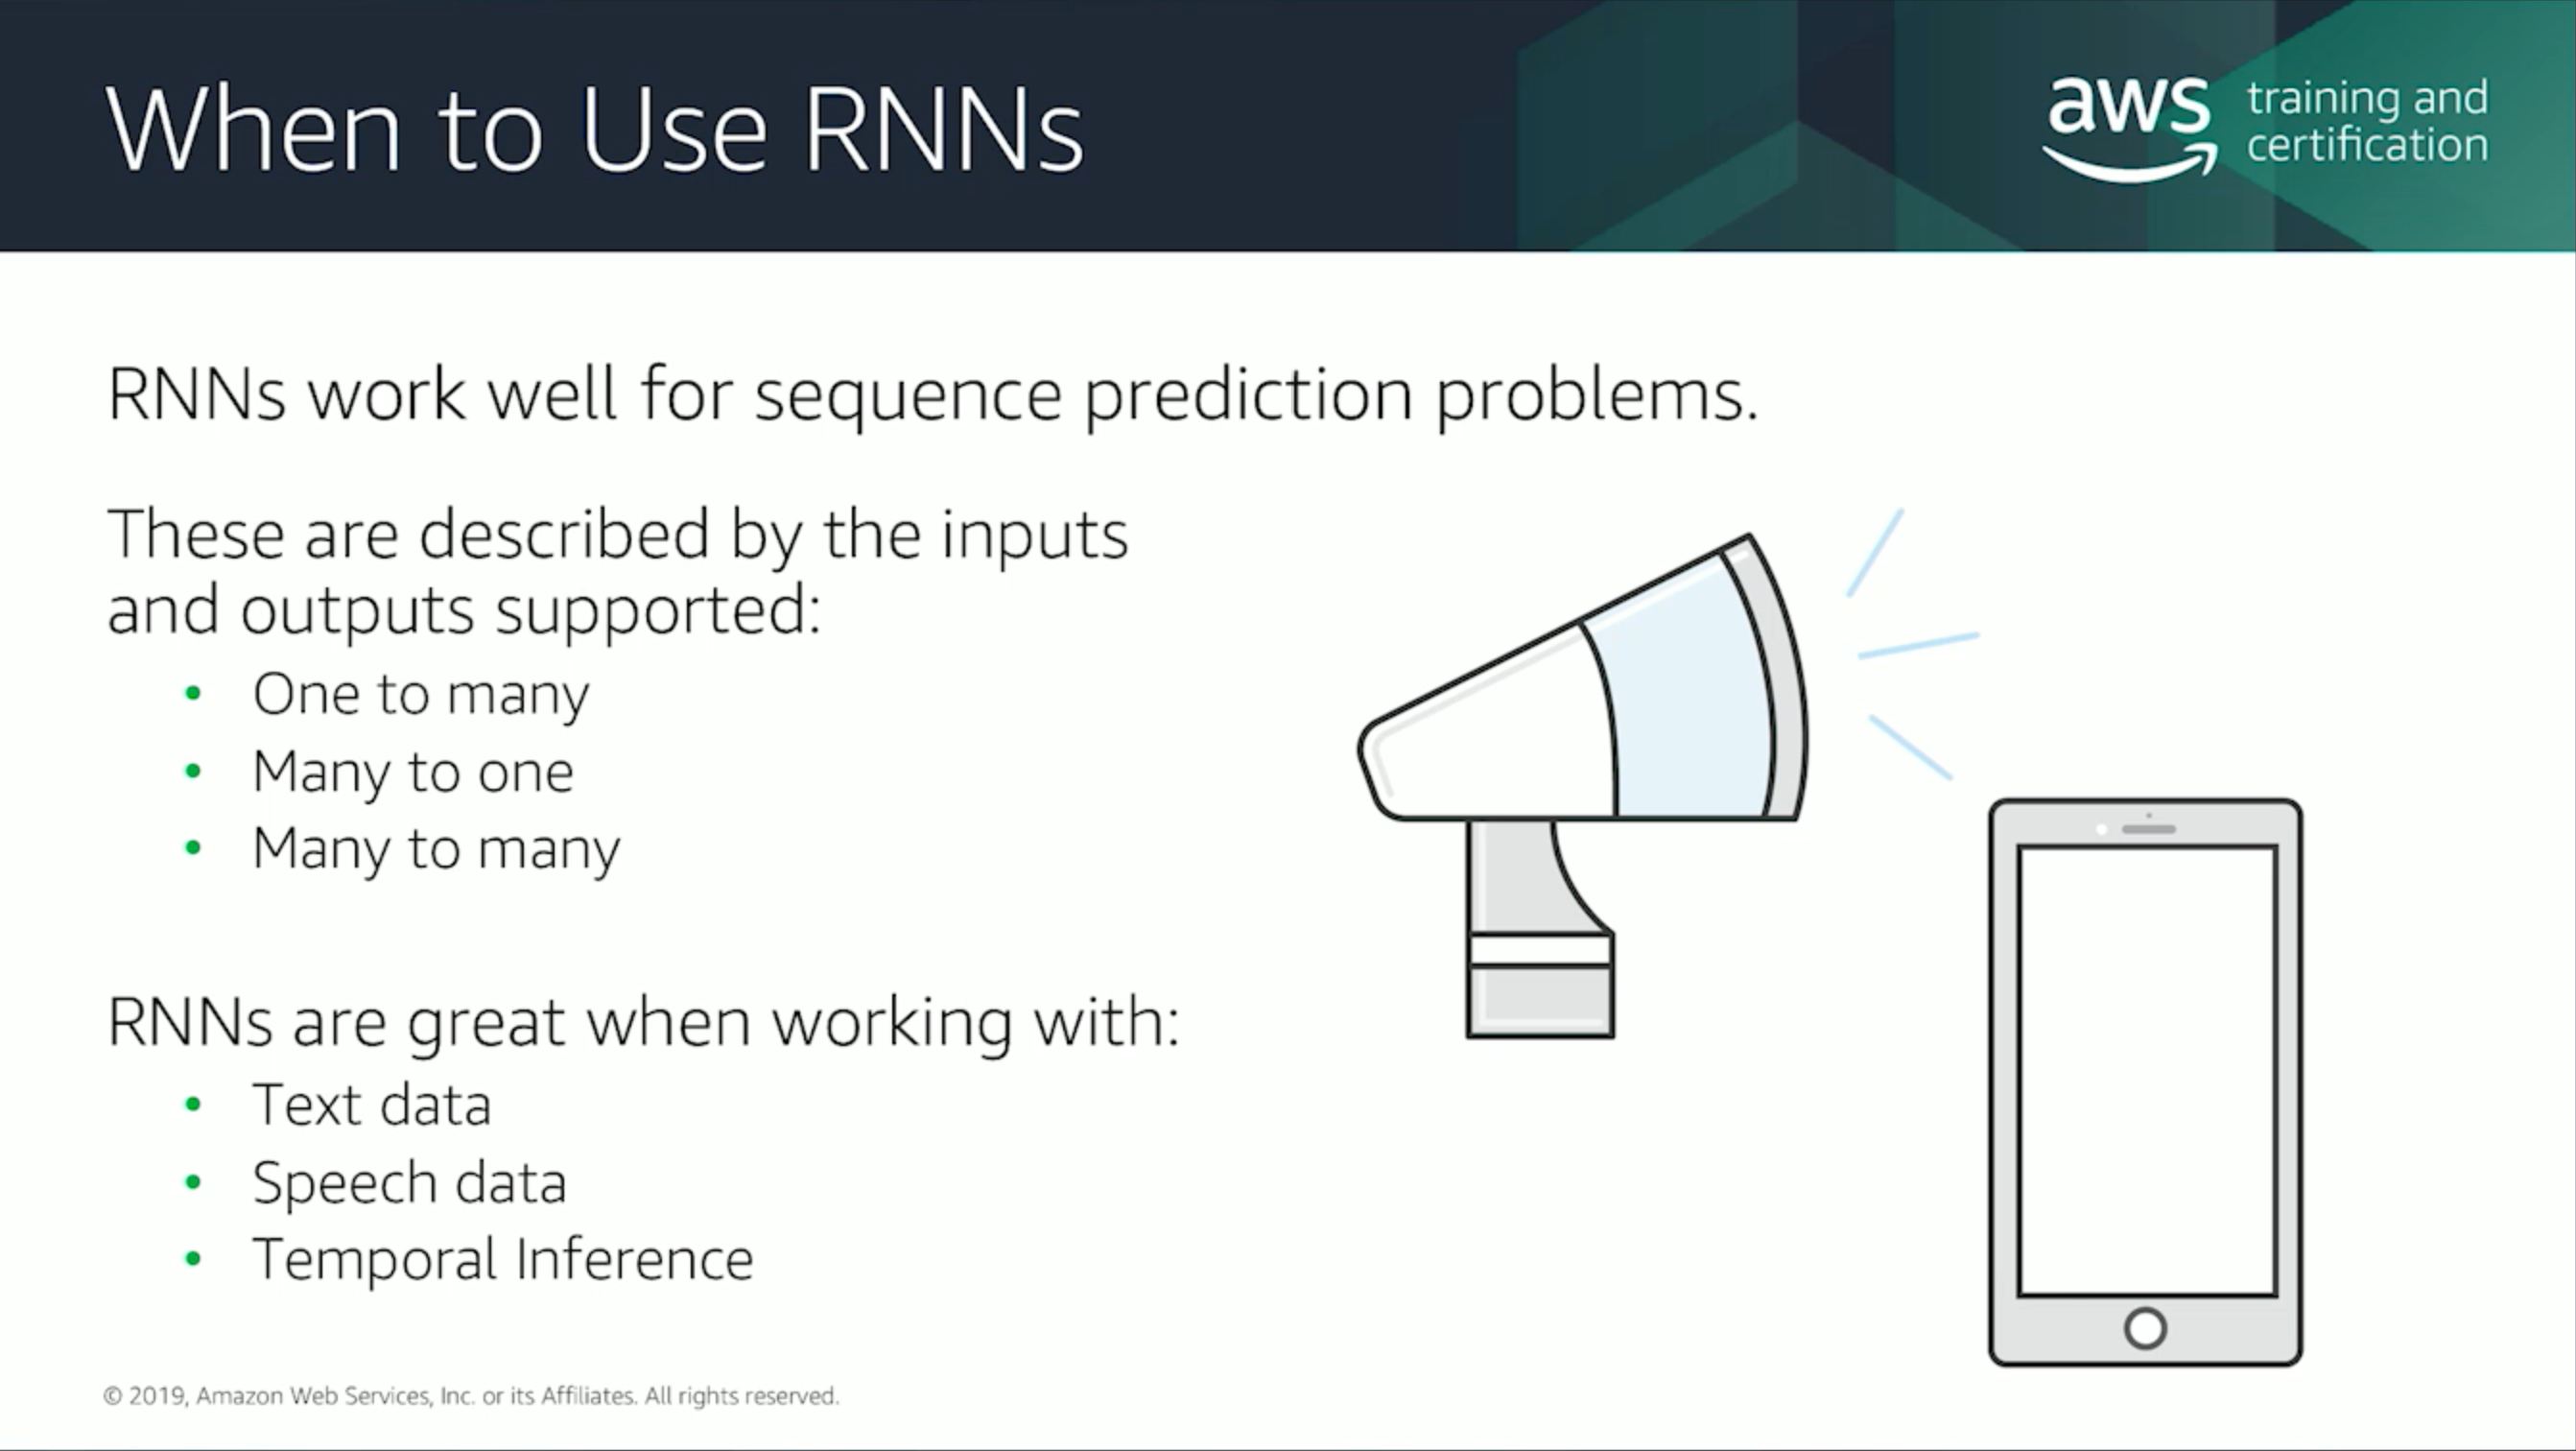 When to Use RNNs
aws training and
certification
RNNs work well for sequence prediction problems.
These are described by the inputs
and outputs supported:
• One to many
• Many to one
• Many to many
RNNs are great when working with:
• Text data
• Speech data
• Temporal Inference
© 2019, Amazon Web Services, Inc. or its Affiliates. All rights reserved.